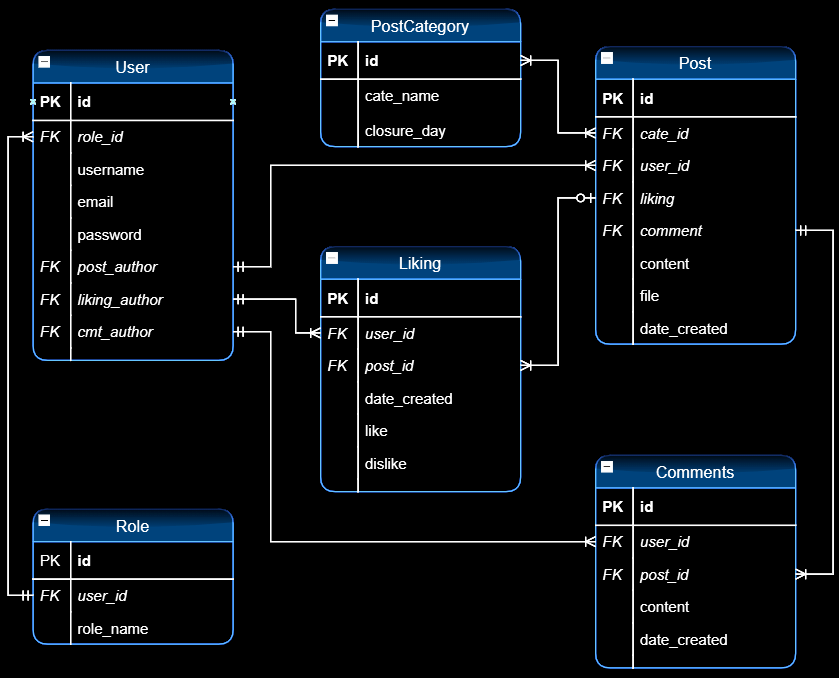 User
PK id
FK role_id
username
email
password
FK post_author
FK liking_author
FK cmt_author
PostCategory
PK id
cate_name
closure_day
Post
PK id
FK cate_id
FK user_id
FK liking
FK comment
content
file
date_created
Liking
PK id
FK user_id
FK post_id
date_created
like
dislike
Role
PK id
FK user_id
role_name
Comments
PK id
FK user_id
FK post_id
content
date_created